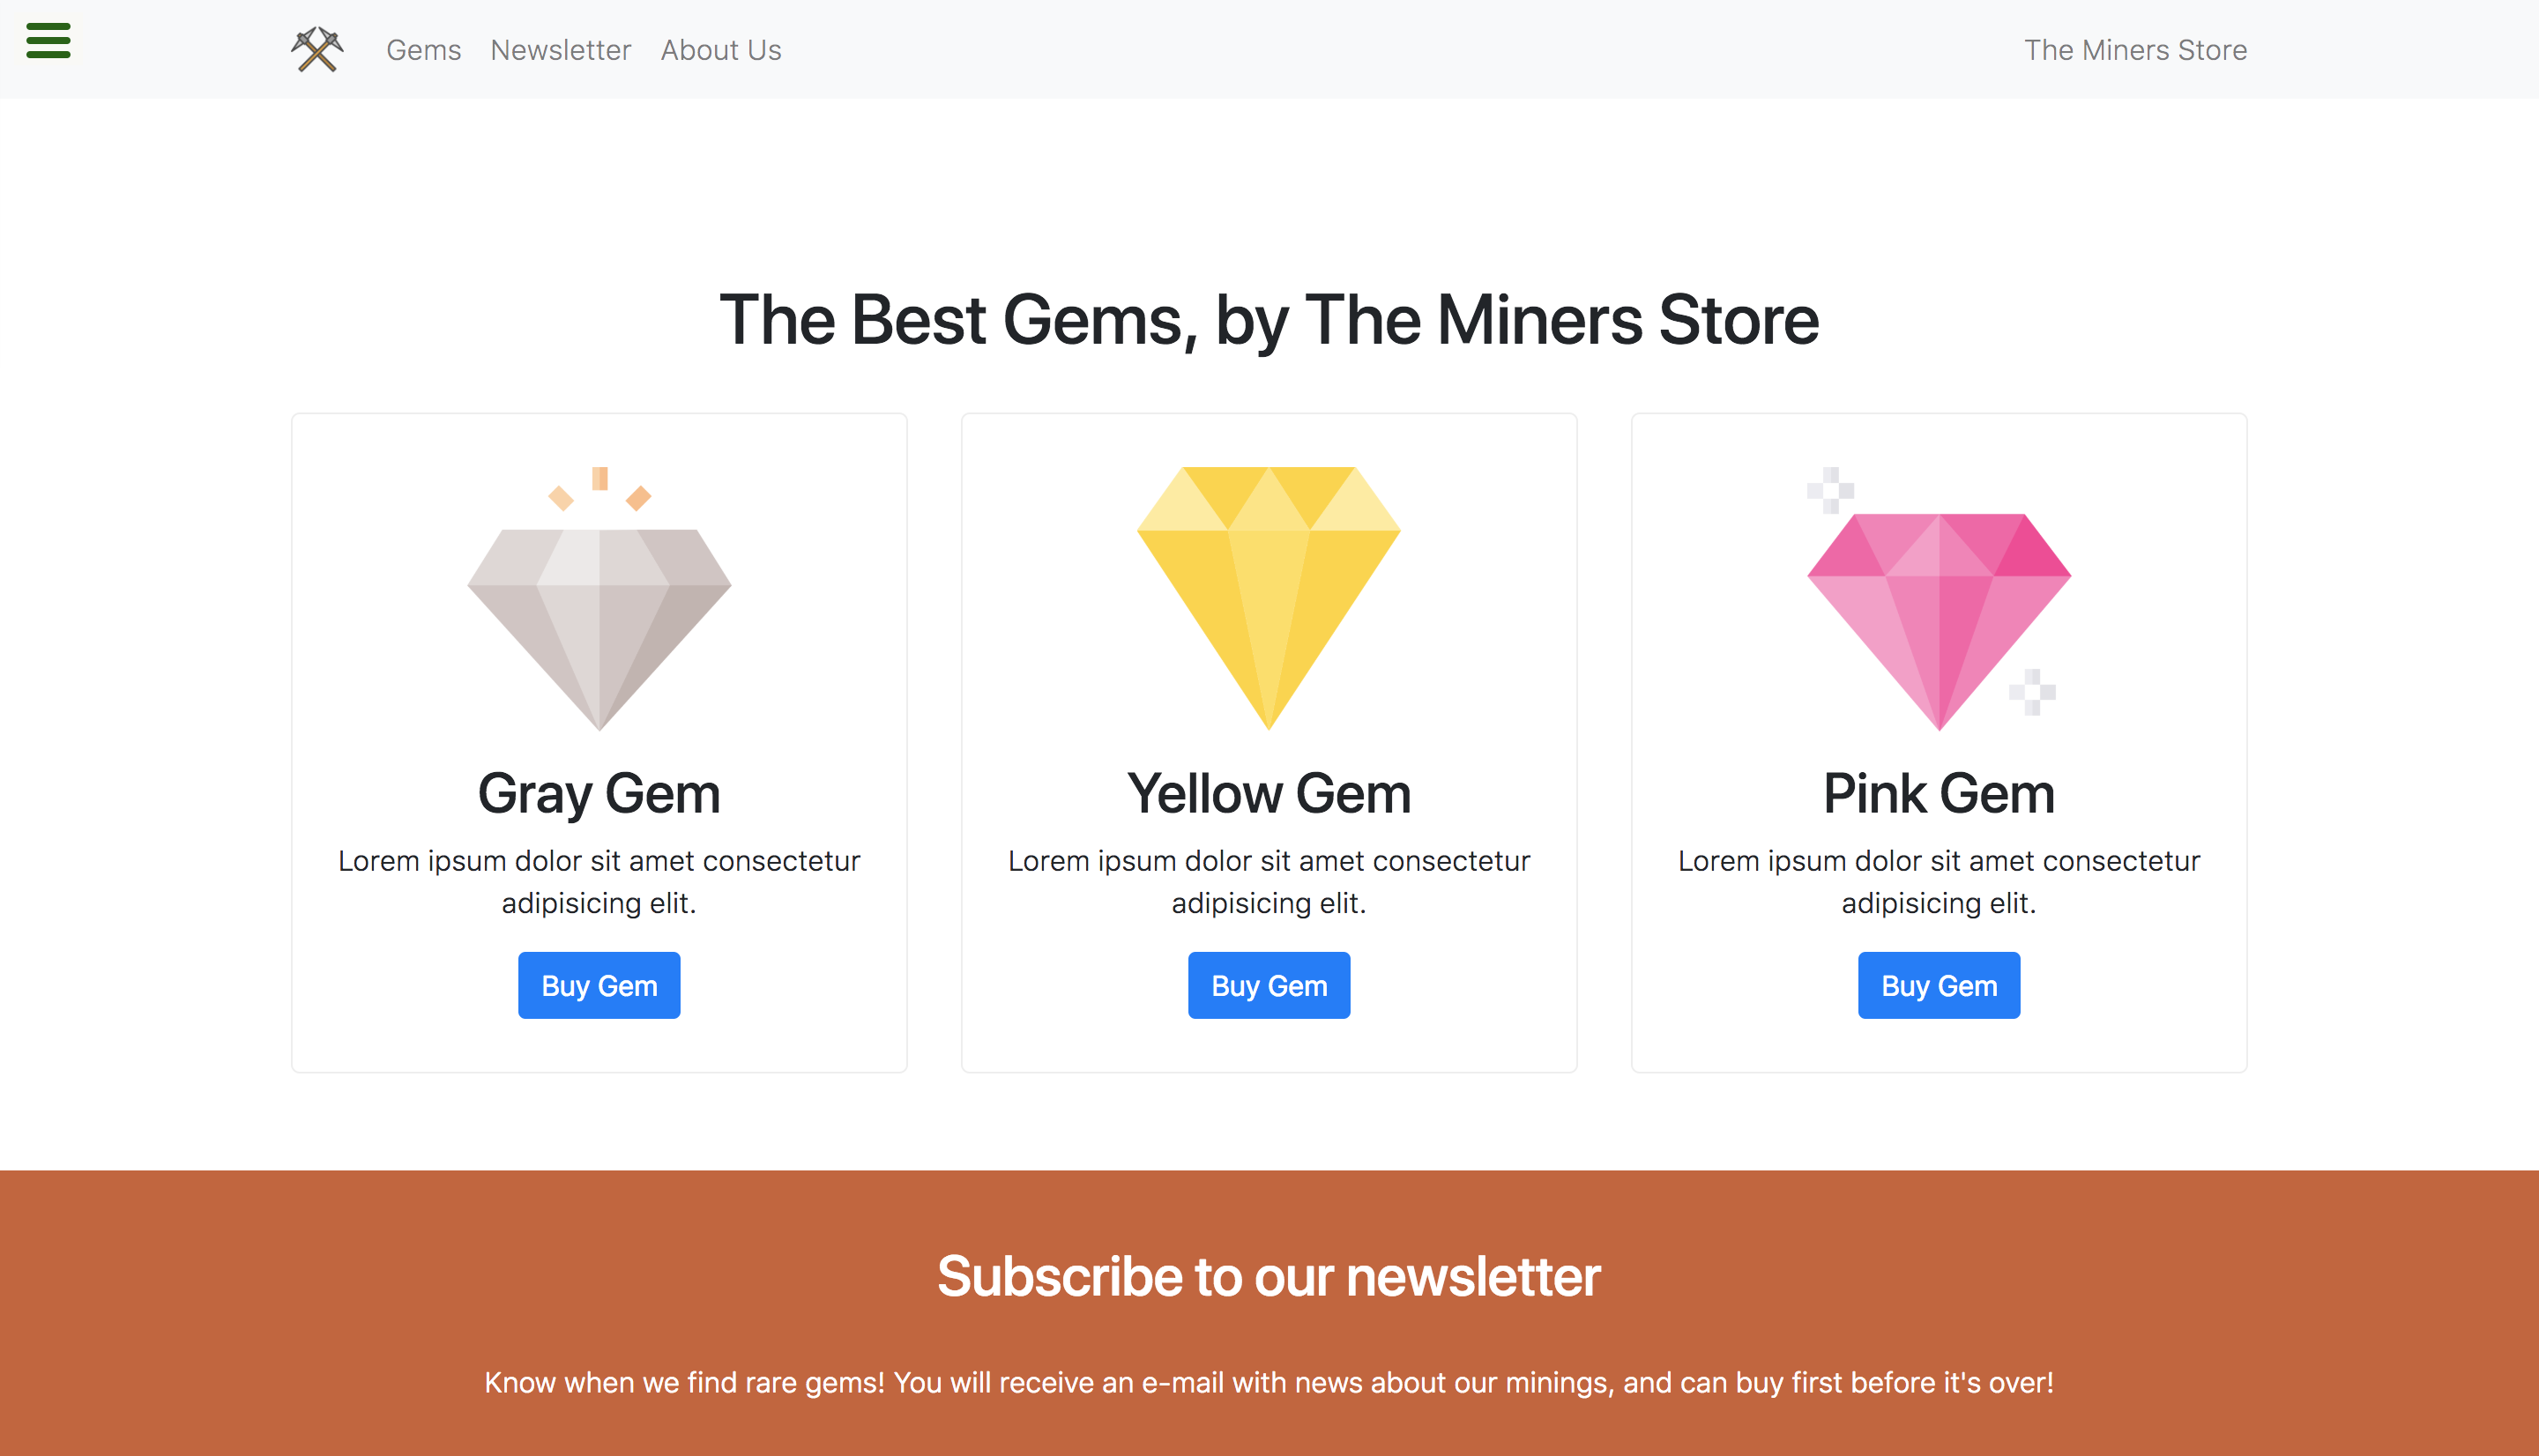 Gems Newsletter About Us The Miners Store
The Best Gems, by The Miners Store
Gray Gem
Lorem ipsum dolor sit amet consectetur
adipisicing elit.
Buy Gem
Yellow Gem
Lorem ipsum dolor sit amet consectetur
adipisicing elit.
Buy Gem
Pink Gem
Lorem ipsum dolor sit amet consectetur
adipisicing elit.
Buy Gem
Subscribe to our newsletter
Know when we find rare gems! You will receive an e-mail with news about our minings, and can buy first before it's over!